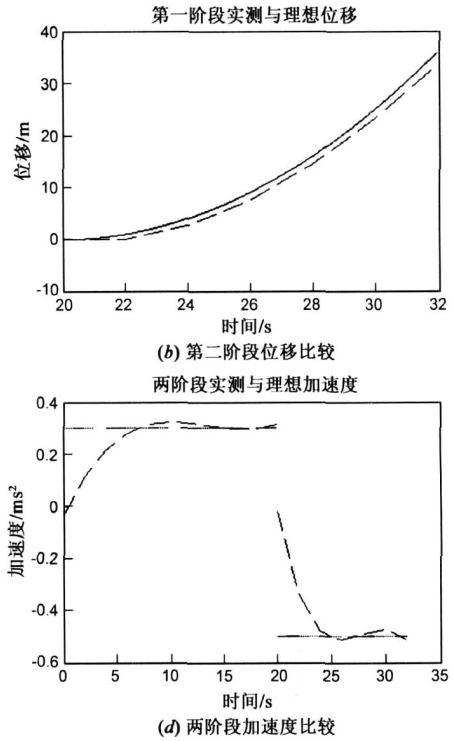 第一阶段实测与理想位移
40
30
20
10
0
-10
位移/m
20 22 24 26 28 30 32
时间/s
(b) 第二阶段位移比较
两阶段实测与理想加速度
0.4
0.2
0
-0.2
-0.4
-0.6
加速度/ms²
0 5 10 15 20 25 30 35
时间/s
(d) 两阶段加速度比较